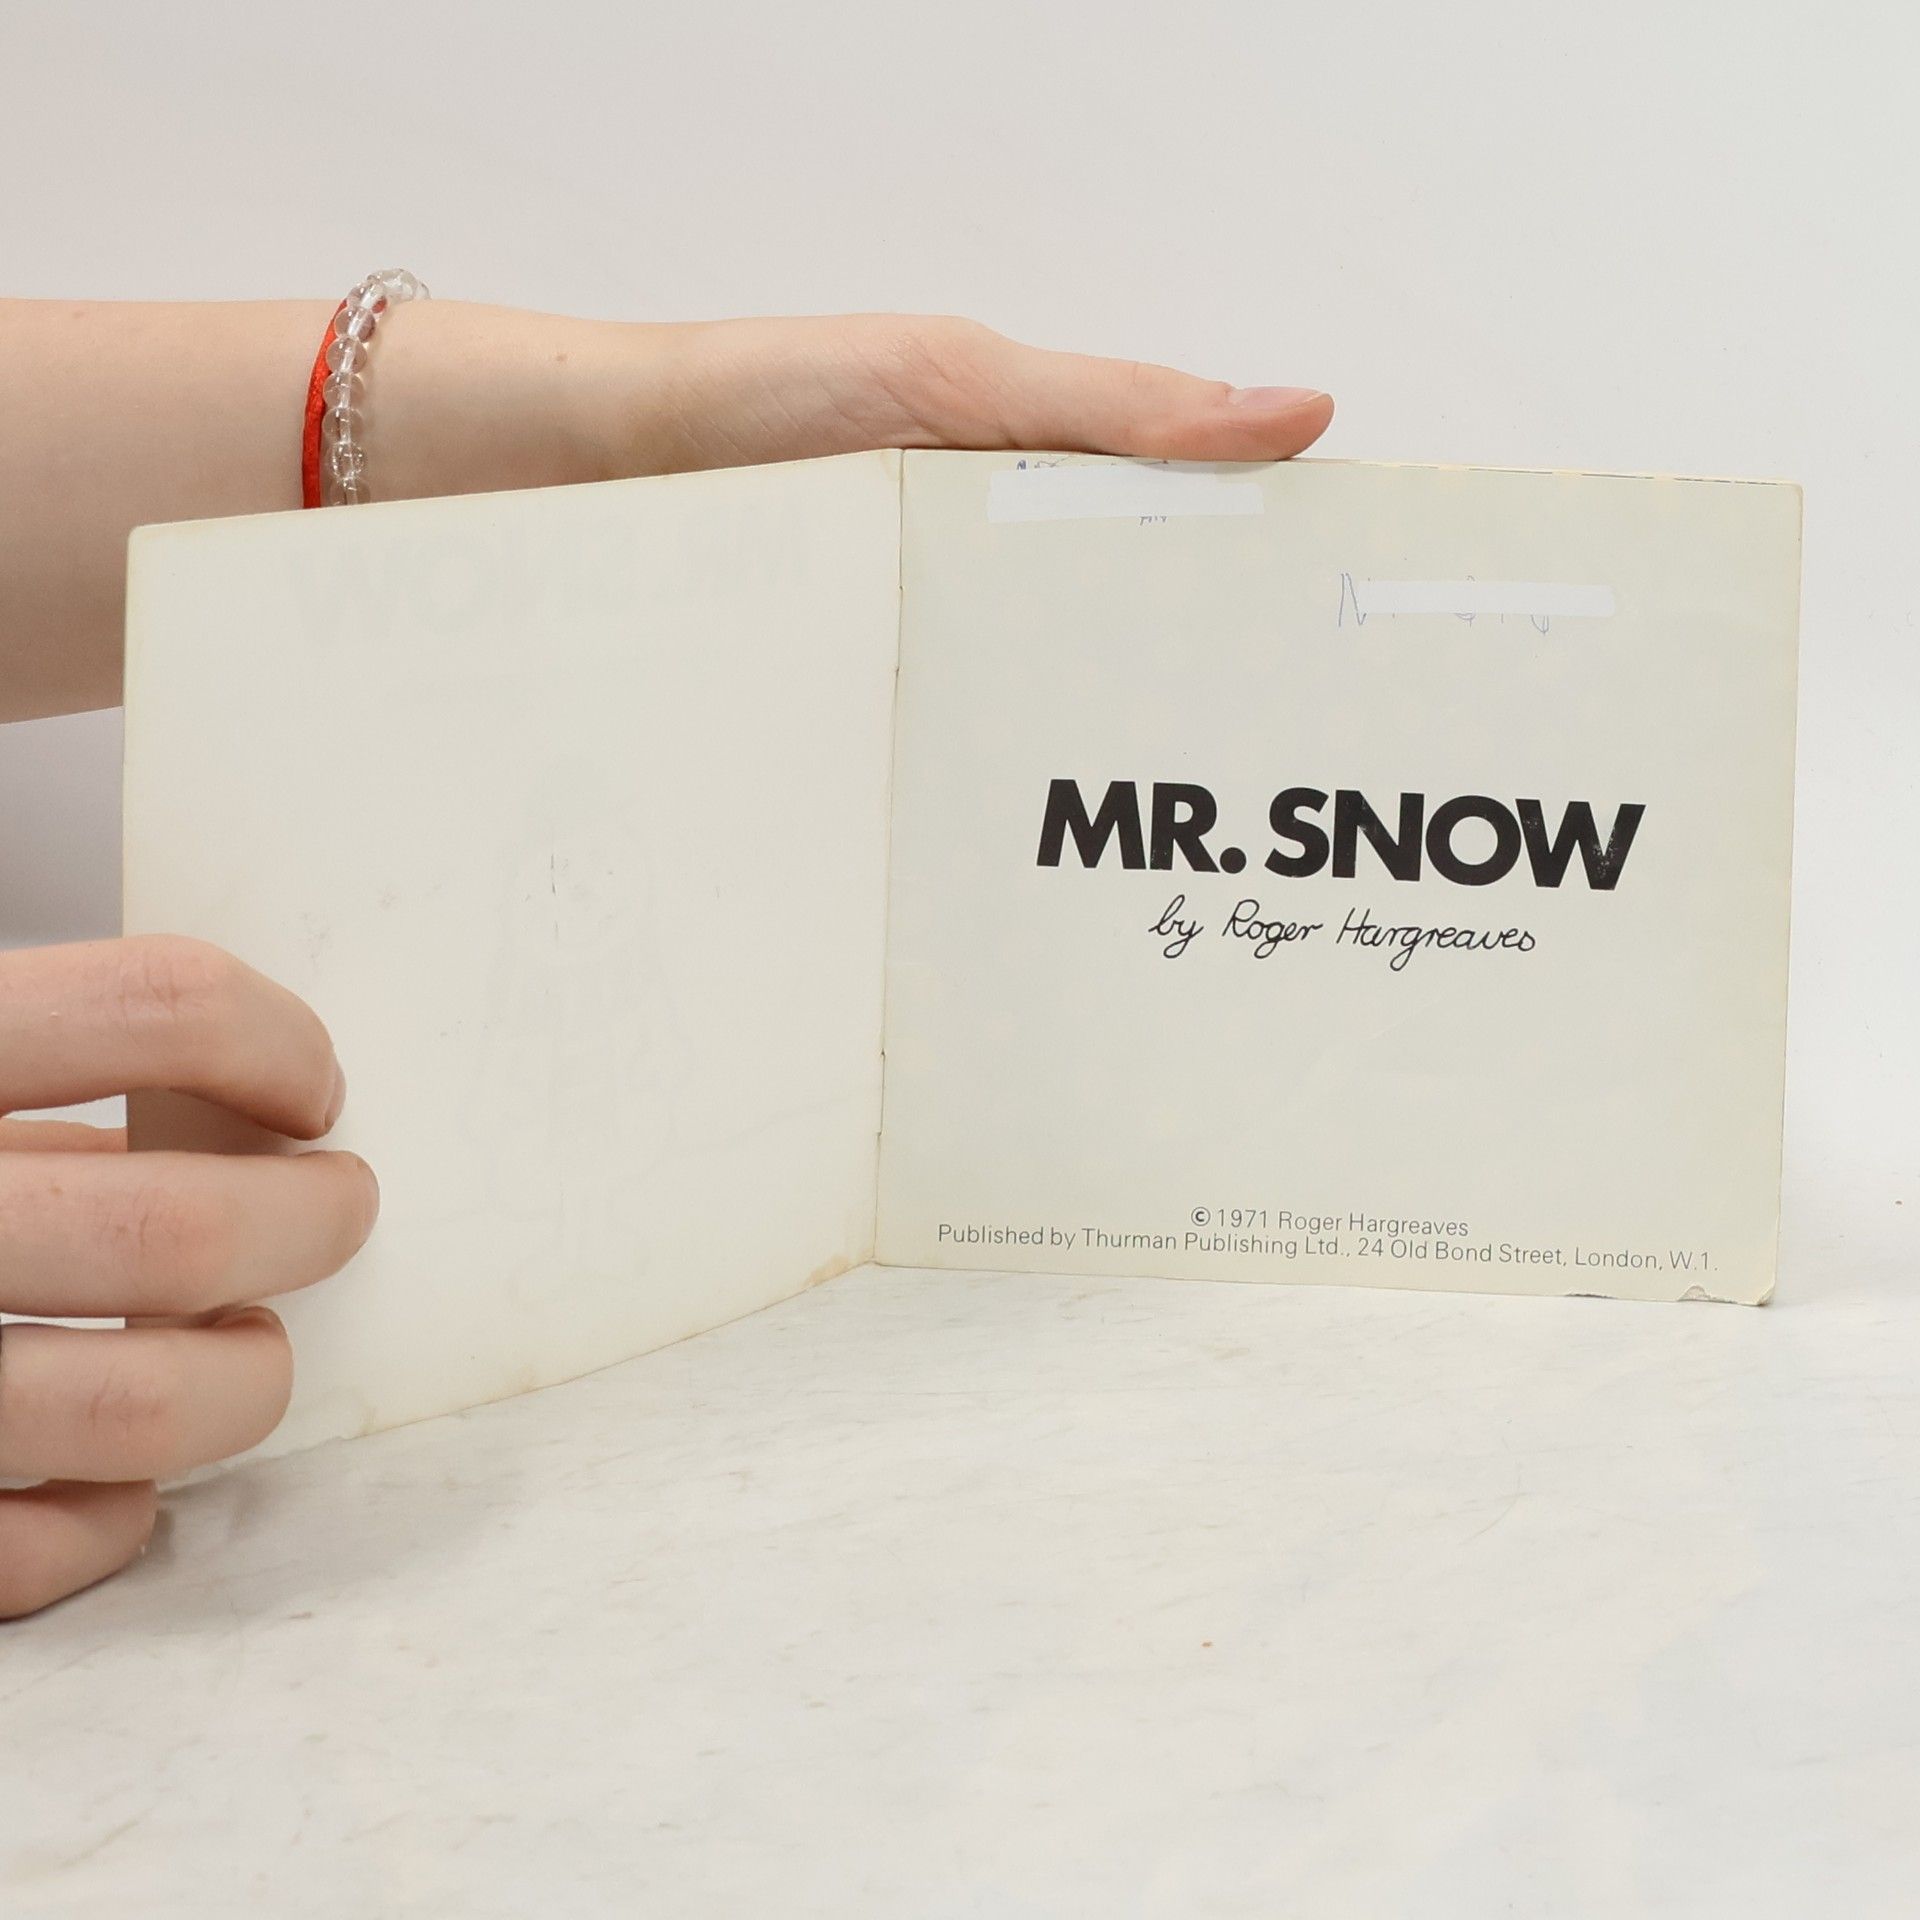 MR. SNOW
by Roger Hargreaves
© 1971 Roger Hargreaves
Published by Thurman Publishing Ltd., 24 Old Bond Street, London, W.1.